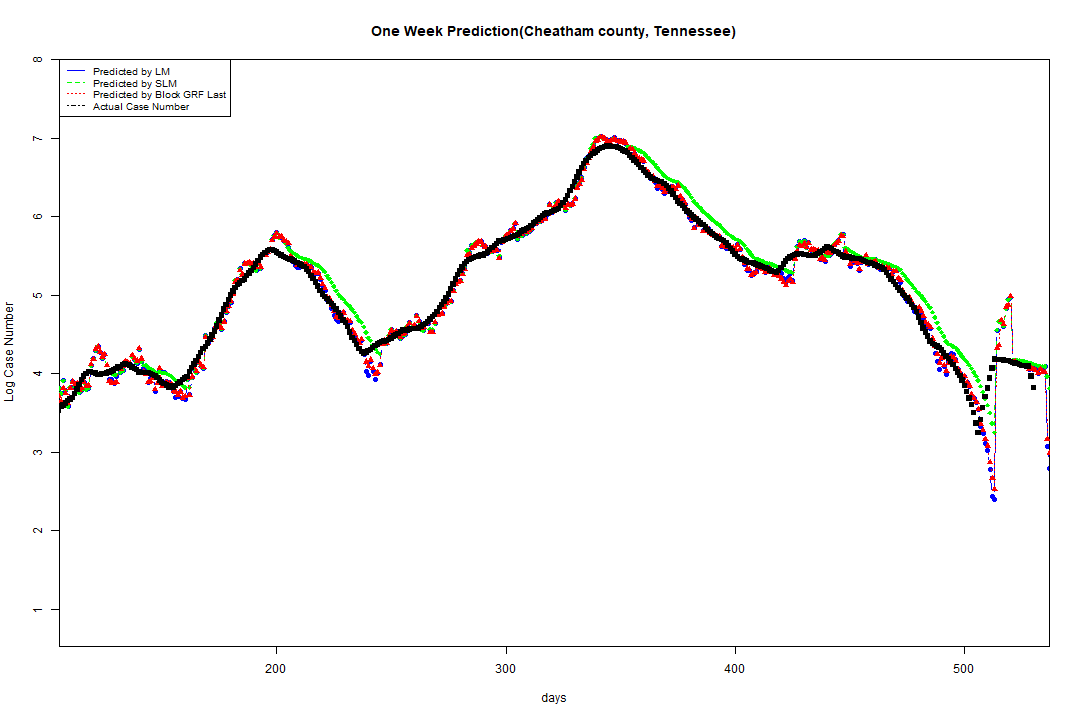 One Week Prediction(Cheatham county, Tennessee)
Predicted by LM
Predicted by SLM
Predicted by Block GRF Last
Actual Case Number
8
7
6
5
4
3
2
1
Log Case Number
200 300 400 500
days